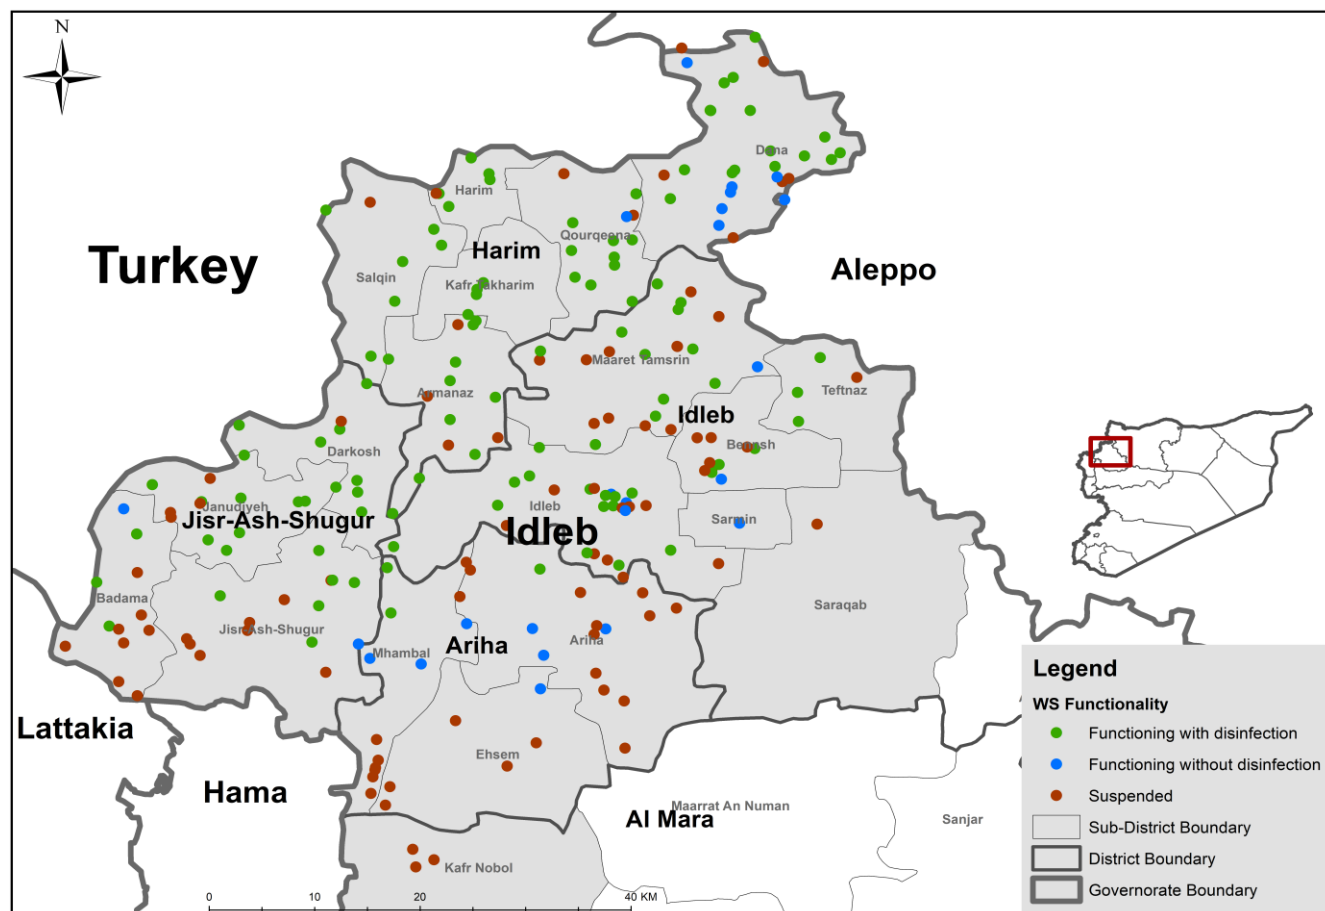 N
Dana
Harim
Turkey
Harim
Qourqeena
Aleppo
Salqin
Kafr Takharim
Maaret Tamsrin
Teftnaz
Armanaz
Idleb
Bennsh
Darkosh
Janudiyeh
Jisr-Ash-Shugur
Idleb
Sarmin
Idleb
Badama
Saraqab
Jisr-Ash-Shugur
Mhambal
Ariha
Ariha
Lattakia
Ehsem
Hama
Maarrat An Numan
Al Mara
Sanjar
Kafr Nobol
0 10 20 40 KM
Legend
WS Functionality
Functioning with disinfection
Functioning without disinfection
Suspended
Sub-District Boundary
District Boundary
Governorate Boundary